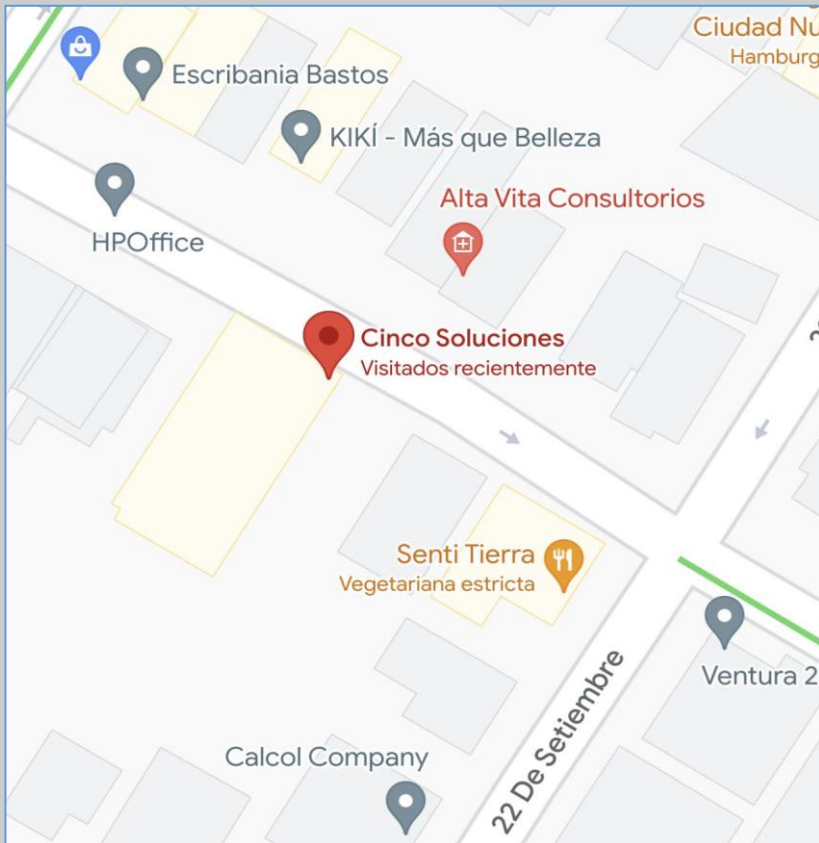 Ciudad Nu
Hamburg
Escribania Bastos
KIKÍ - Más que Belleza
Alta Vita Consultorios
HPOffice
Cinco Soluciones
Visitados recientemente
Senti Tierra
Vegetariana estricta
Ventura 2
22 De Setiembre
Calcol Company